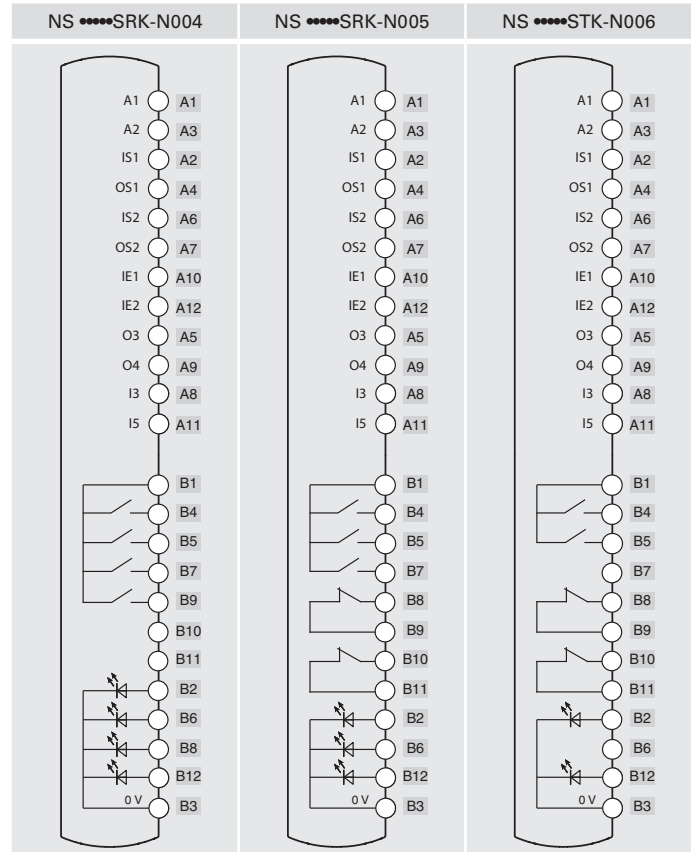 NS •••••SRK-N004 NS •••••SRK-N005 NS •••••STK-N006
A1 A1 A1 A1 A1 A1
A2 A3 A2 A3 A2 A3
IS1 A2 IS1 A2 IS1 A2
OS1 A4 OS1 A4 OS1 A4
IS2 A6 IS2 A6 IS2 A6
OS2 A7 OS2 A7 OS2 A7
IE1 A10 IE1 A10 IE1 A10
IE2 A12 IE2 A12 IE2 A12
O3 A5 O3 A5 O3 A5
O4 A9 O4 A9 O4 A9
I3 A8 I3 A8 I3 A8
I5 A11 I5 A11 I5 A11
B1 B1 B1
B4 B4 B4
B5 B5 B5
B7 B7 B7
B9 B8 B8
B10 B9 B9
B11 B10 B10
B2 B11 B11
B6 B2 B2
B8 B6 B6
B12 B12 B12
0 V B3 0 V B3 0 V B3